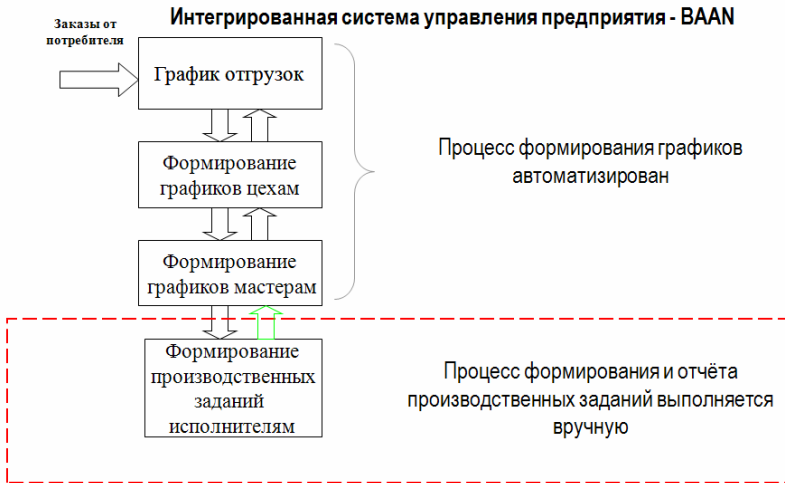 Интегрированная система управления предприятия - BAAN
Заказы от
потребителя
График отгрузок
Формирование
графиков цехам
Формирование
графиков мастерам
Процесс формирования графиков
автоматизирован
Формирование
производственных
заданий
исполнителям
Процесс формирования и отчёта
производственных заданий выполняется
вручную